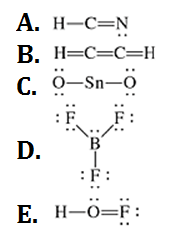 A. H—C=N̤
B. H=C=C=H
C. :Ö—Sn—Ö:
D. :F̈: :F̈:
B̈
:F̤:
E. H—Ö=F̈: